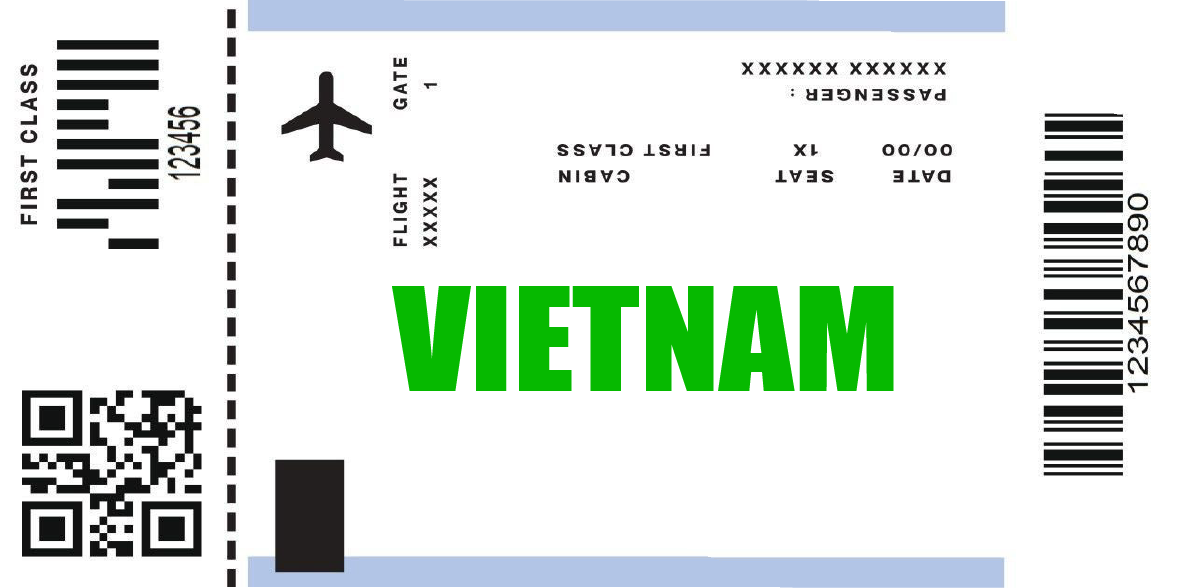 FIRST CLASS
123456
GATE
1
FLIGHT
XXXXX
PASSENGER :
XXXXXX XXXXXX
DATE
00/00
SEAT
1X
CABIN
FIRST CLASS
VIETNAM
1234567890